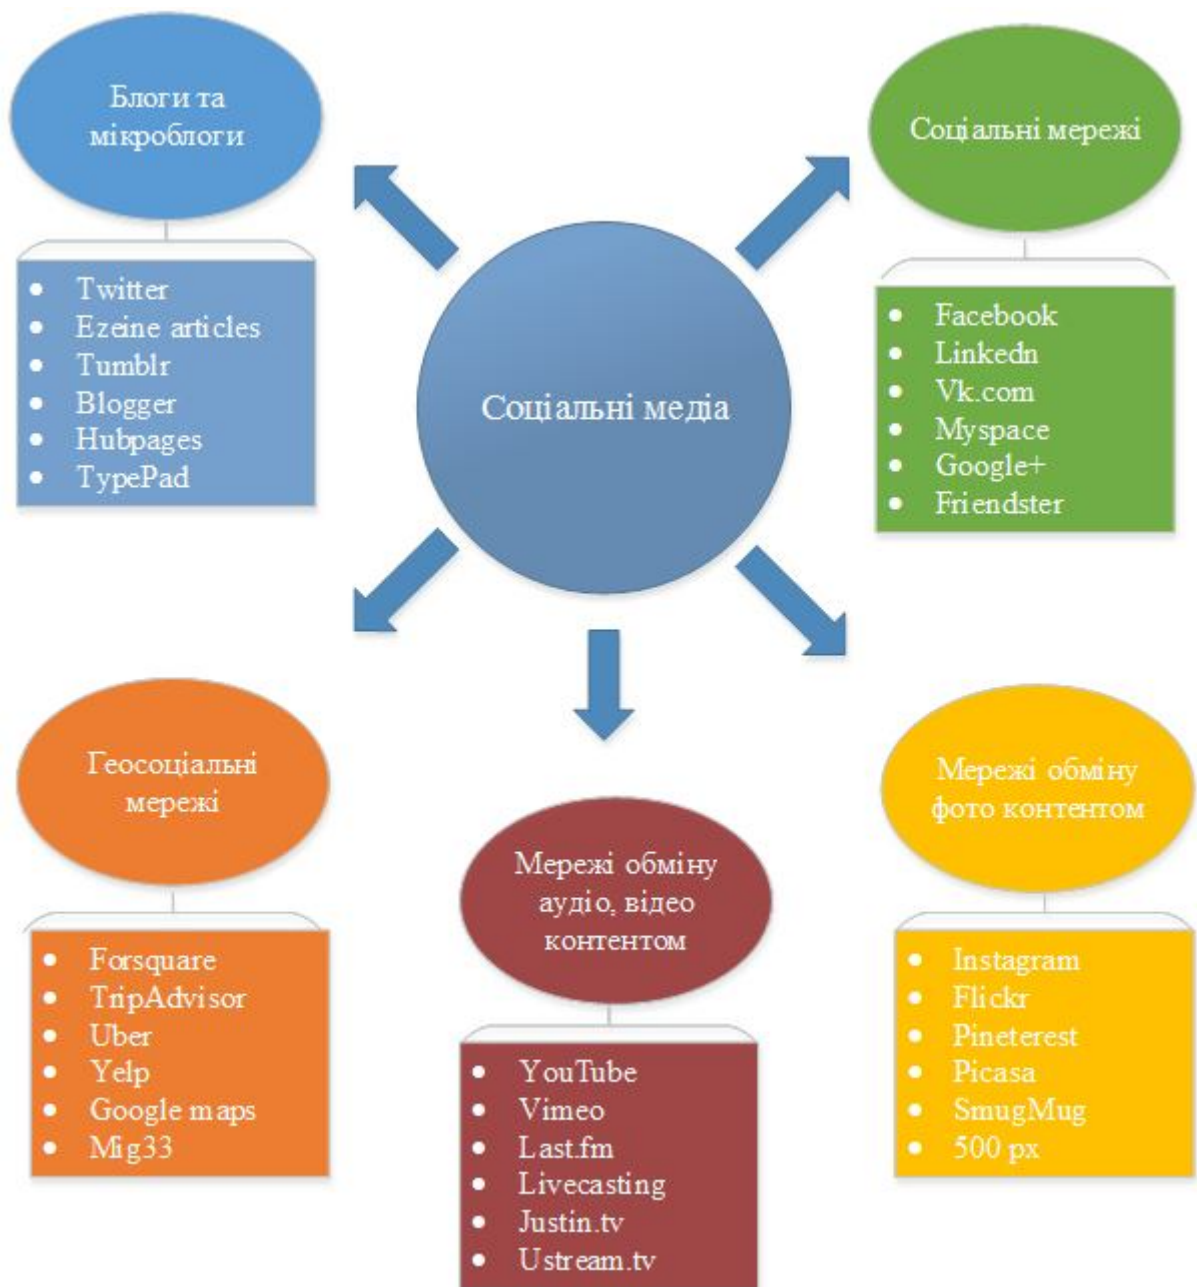 Блоги та
мікроблоги
Twitter
Ezeine articles
Tumblr
Blogger
Hubpages
TypePad
Соціальні мережі
Facebook
Linkedn
Vk.com
Myspace
Google+
Friendster
Соціальні медіа
Геосоціальні
мережі
Forsquare
TripAdvisor
Uber
Yelp
Google maps
Mig33
Мережі обміну
аудіо, відео
контентом
YouTube
Vimeo
Last.fm
Livecasting
Justin.tv
Ustream.tv
Мережі обміну
фото контентом
Instagram
Flickr
Pineterest
Picasa
SmugMug
500 px